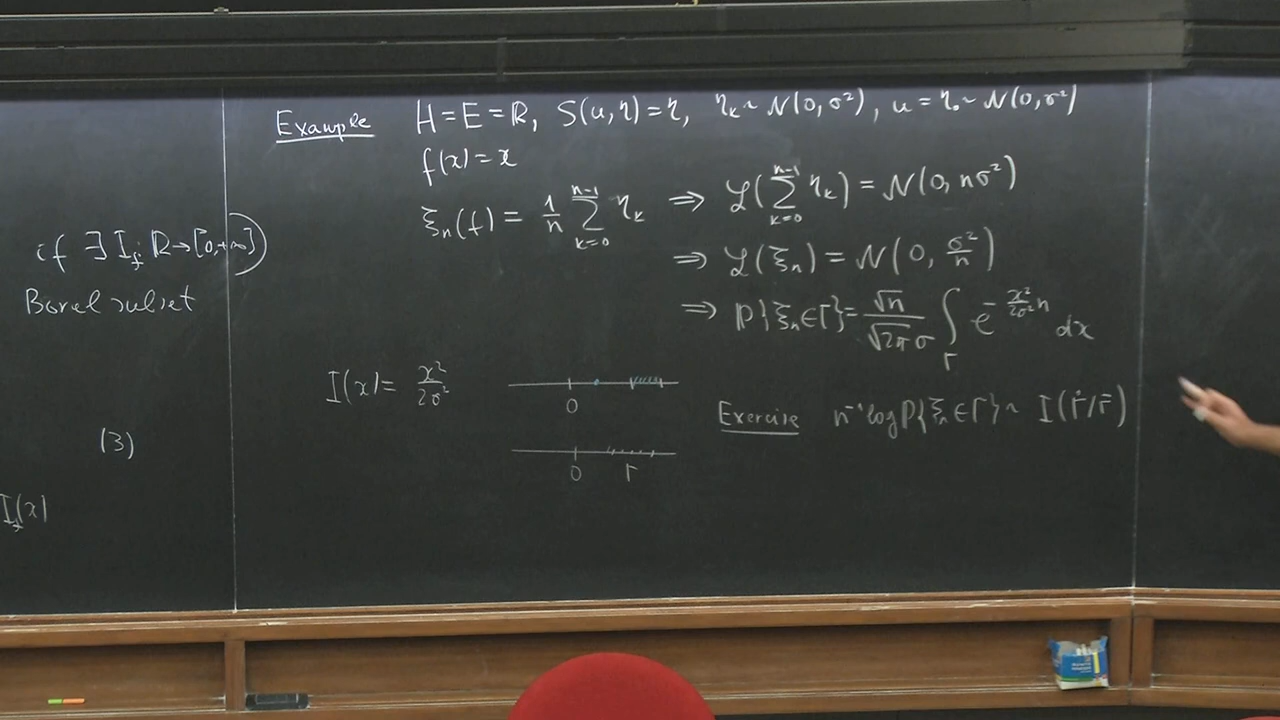 if ∃ I_f: ℝ→[0,+∞])
Borel subset
(3)
I_f(x)
Example H = E = ℝ, S(u,η) = η, η_k ~ N(0,σ²), u = η_0 ~ N(0,σ²)
f(x) = x
ξ_n(f) = 1/n ∑_{k=0}^{n-1} η_k ⇒ ℒ(∑_{k=0}^{n-1} η_k) = N(0, nσ²)
⇒ ℒ(ξ_n) = N(0, σ²/n)
⇒ ℙ{ξ_n ∈ Γ} = √n/(√2π σ) ∫_Γ e^{-x²/2σ² n} dx
I(x) = x²/2σ²
0
0 Γ
Exercise n⁻¹ log ℙ{ξ_n ∈ Γ} ~ I(Γ̇/Γ̄)